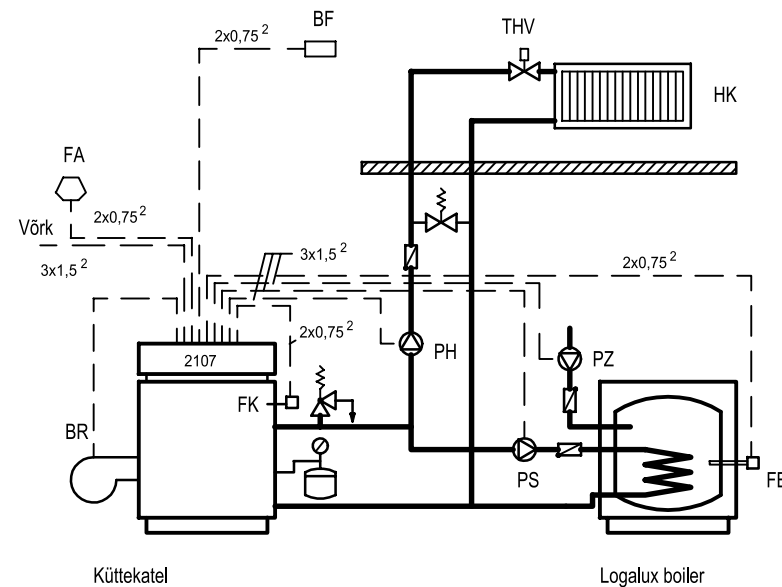 2x0,75²
BF
THV
HK
FA
2x0,75²
Võrk
3x1,5²
3x1,5²
2x0,75²
2x0,75²
2107
PH
PZ
FK
BR
PS
Küttekatel
Logalux boiler